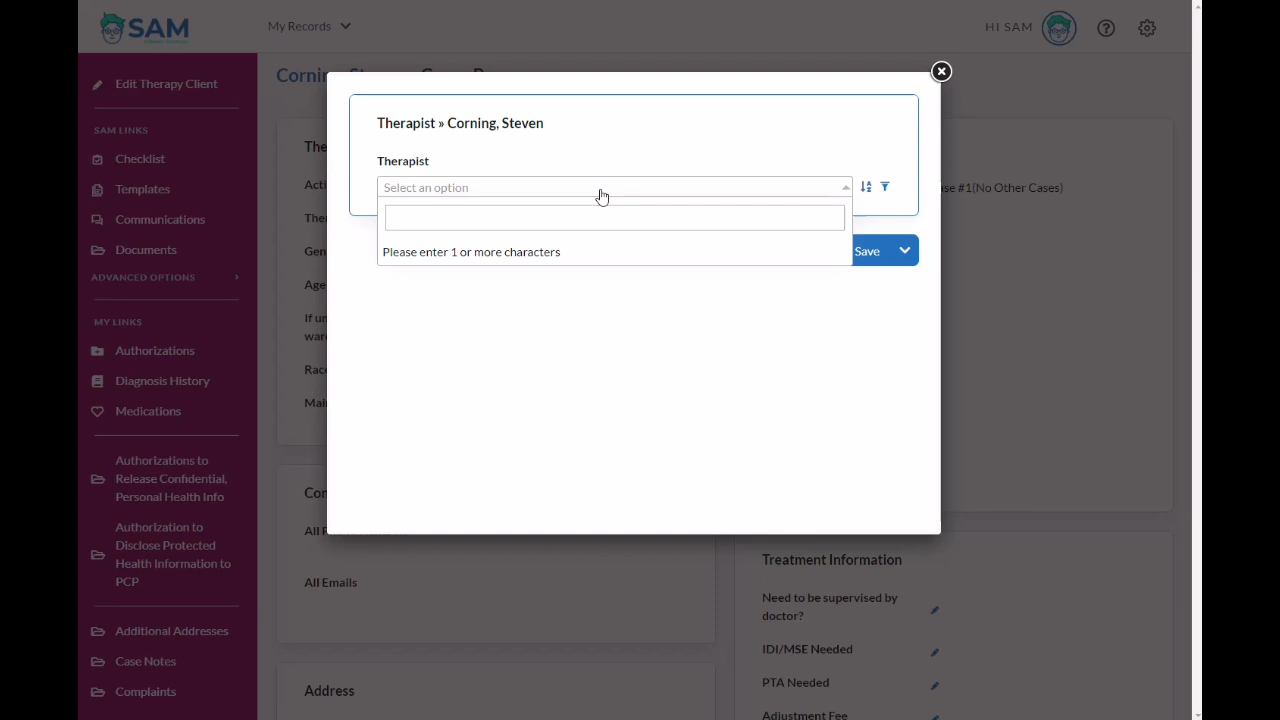 SAM
My Records
HI SAM
Edit Therapy Client
SAM LINKS
Checklist
Templates
Communications
Documents
ADVANCED OPTIONS
MY LINKS
Authorizations
Diagnosis History
Medications
Authorizations to
Release Confidential,
Personal Health Info
Authorization to
Disclose Protected
Health Information to
PCP
Additional Addresses
Case Notes
Complaints
Therapist » Corning, Steven
Therapist
Select an option
Please enter 1 or more characters
Save
se #1(No Other Cases)
All Emails
Address
Treatment Information
Need to be supervised by
doctor?
IDI/MSE Needed
PTA Needed
Adjustment Fee